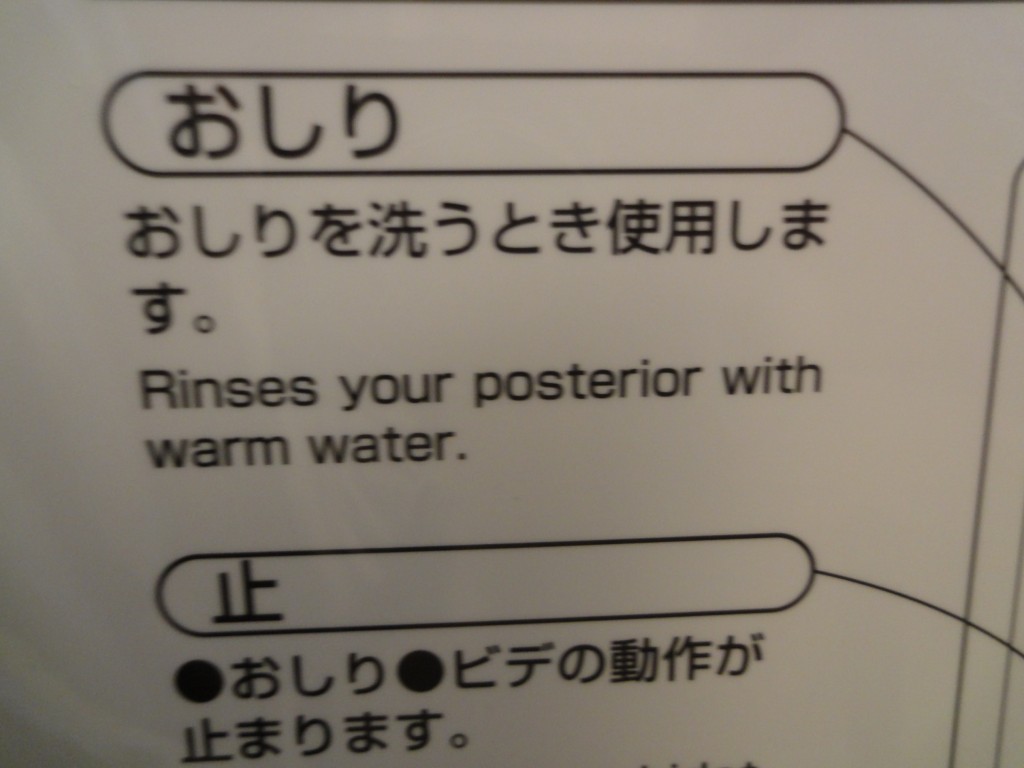 おしり
おしりを洗うとき使用しま
す。
Rinses your posterior with
warm water.
止
●おしり●ビデの動作が
止まります。